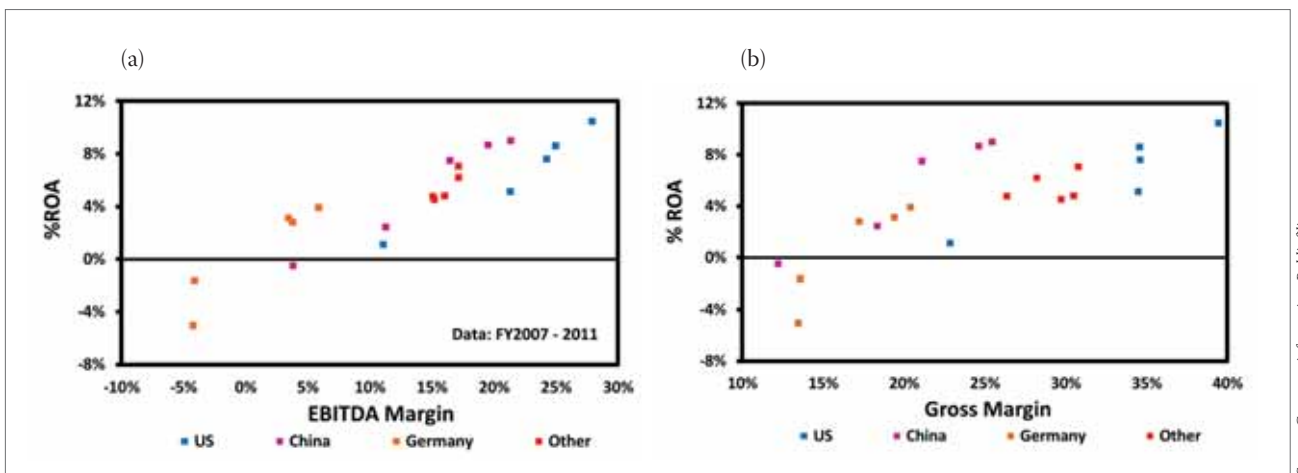 (a)
12%
8%
4%
0%
-4%
-8%
%ROA
Data: FY2007 - 2011
-10% -5% 0% 5% 10% 15% 20% 25% 30%
EBITDA Margin
US China Germany Other
(b)
12%
8%
4%
0%
-4%
-8%
% ROA
10% 15% 20% 25% 30% 35% 40%
Gross Margin
US China Germany Other